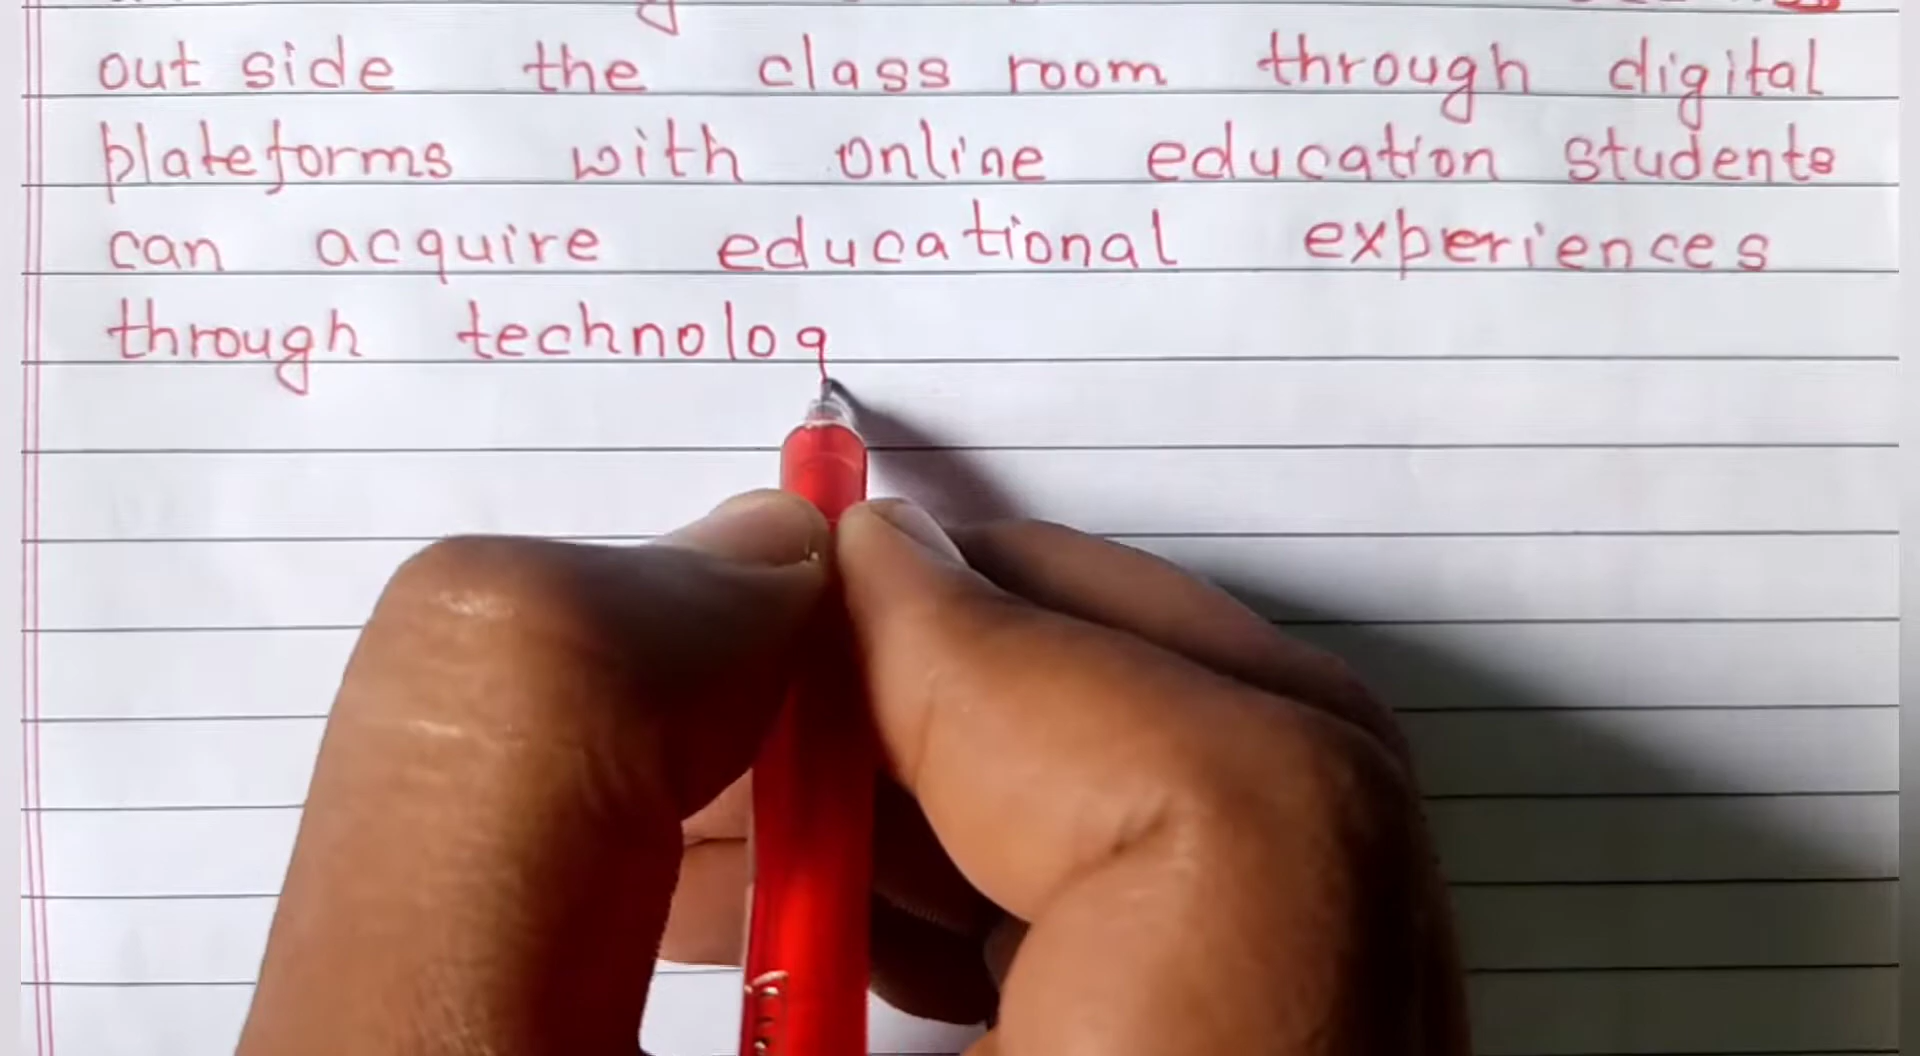 out side the class room through digital
plateforms with online education students
can acquire educational experiences
through technolog